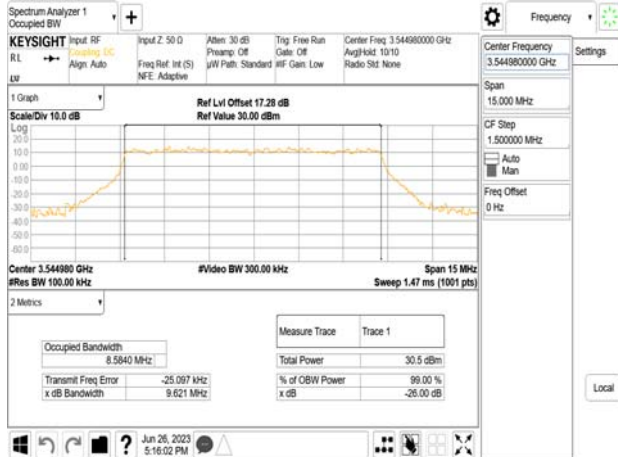 Spectrum Analyzer 1
Occupied BW
+
Frequency
KEYSIGHT
RL
Input: RF
Coupling: DC
Align: Auto
Input Z: 50 Ω
Freq Ref: Int (S)
NFE: Adaptive
Atten: 30 dB
Preamp: Off
µW Path: Standard
Trig: Free Run
Gate: Off
#IF Gain: Low
Center Freq: 3.544980000 GHz
Avg|Hold: 10/10
Radio Std: None
Center Frequency
3.544980000 GHz
Settings
Span
15.000 MHz
CF Step
1.500000 MHz
Auto
Man
Freq Offset
0 Hz
Local
1 Graph
Scale/Div 10.0 dB
Ref Lvl Offset 17.28 dB
Ref Value 30.00 dBm
Log
20.0
10.0
0.00
-10.0
-20.0
-30.0
-40.0
-50.0
-60.0
Center 3.544980 GHz
#Res BW 100.00 kHz
#Video BW 300.00 kHz
Span 15 MHz
Sweep 1.47 ms (1001 pts)
2 Metrics
Measure Trace
Trace 1
Occupied Bandwidth
8.5840 MHz
Total Power
30.5 dBm
Transmit Freq Error
-25.097 kHz
% of OBW Power
99.00 %
x dB Bandwidth
9.621 MHz
x dB
-26.00 dB
?
Jun 26, 2023
5:16:02 PM